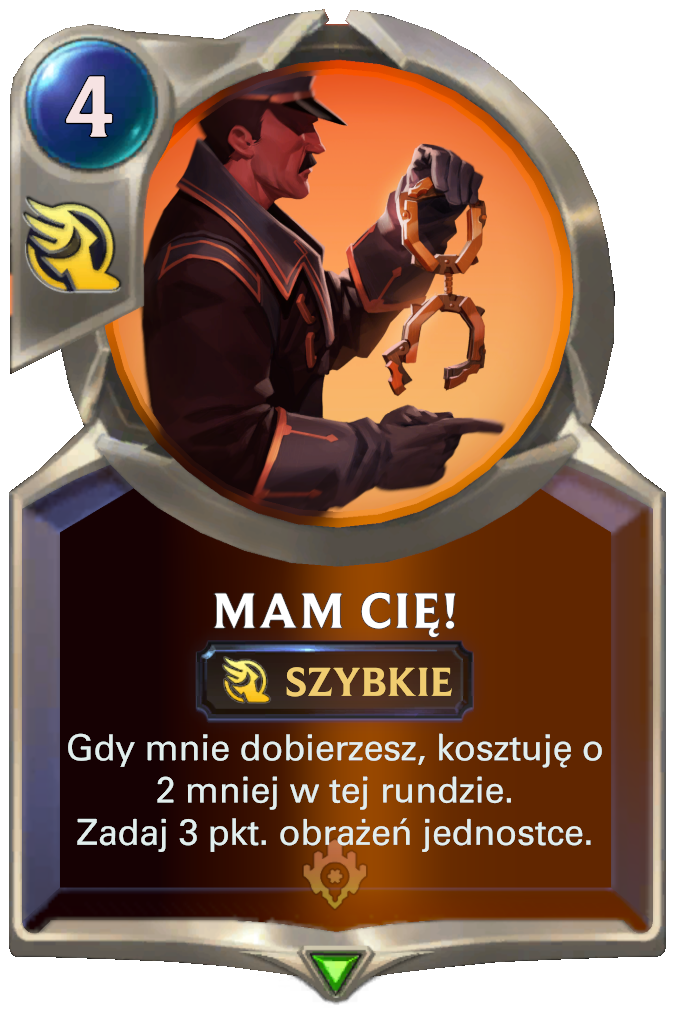 4
MAM CIĘ!
SZYBKIE
Gdy mnie dobierzesz, kosztuję o
2 mniej w tej rundzie.
Zadaj 3 pkt. obrażeń jednostce.